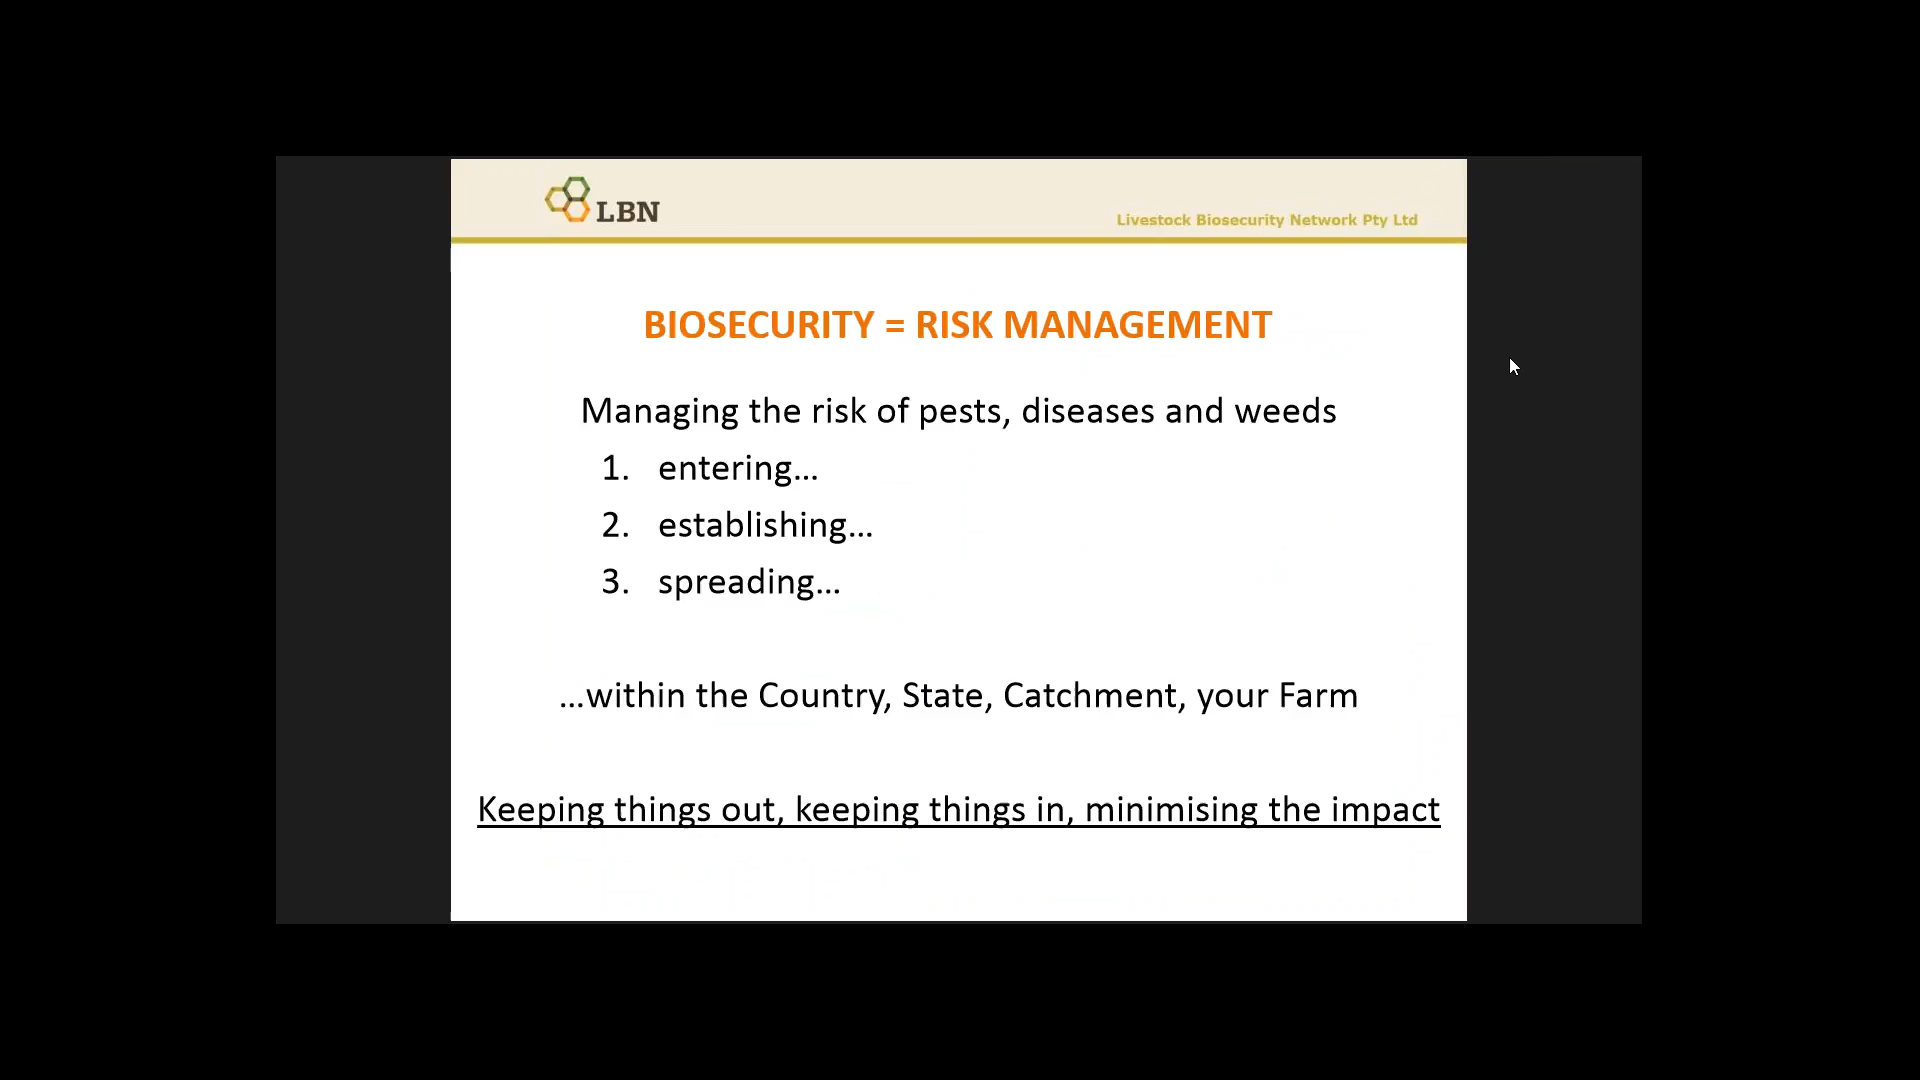 LBN
Livestock Biosecurity Network Pty Ltd
BIOSECURITY = RISK MANAGEMENT
Managing the risk of pests, diseases and weeds
1. entering...
2. establishing...
3. spreading...
...within the Country, State, Catchment, your Farm
Keeping things out, keeping things in, minimising the impact